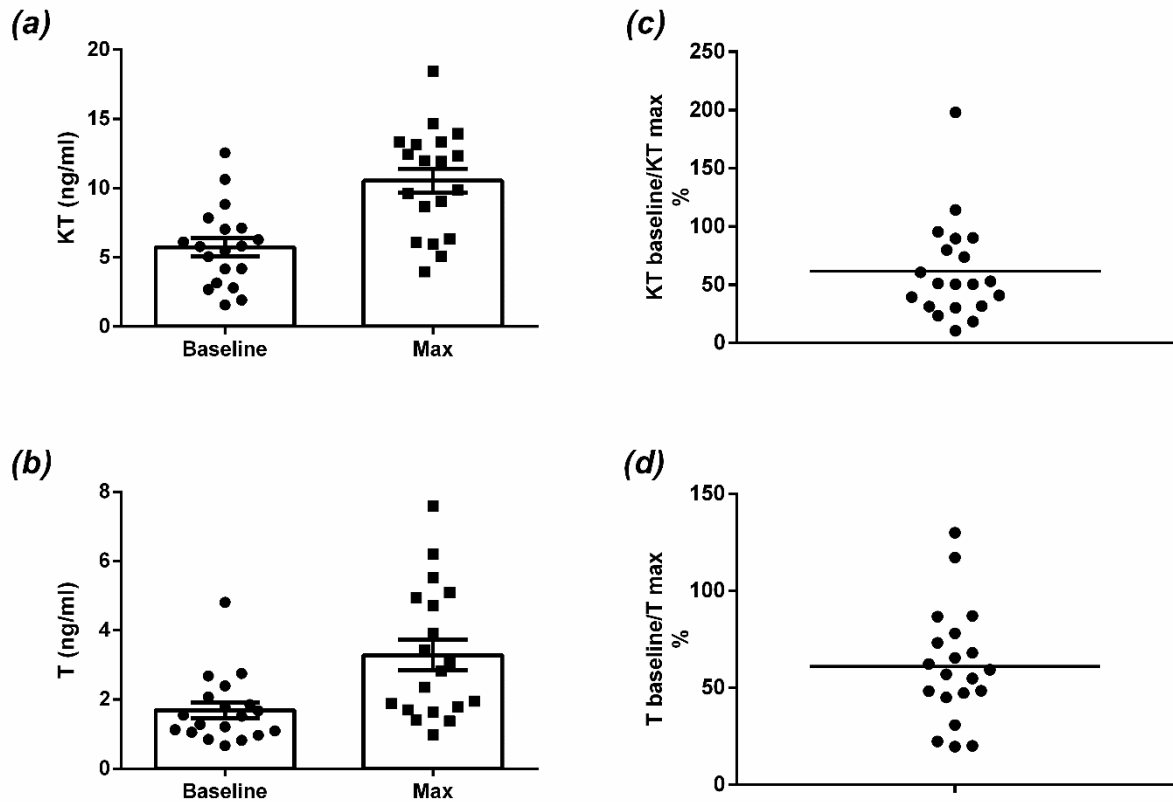 (a)
KT (ng/ml)
20
15
10
5
0
Baseline
Max
(c)
KT baseline/KT max
%
250
200
150
100
50
0
(b)
T (ng/ml)
8
6
4
2
0
Baseline
Max
(d)
T baseline/T max
%
150
100
50
0